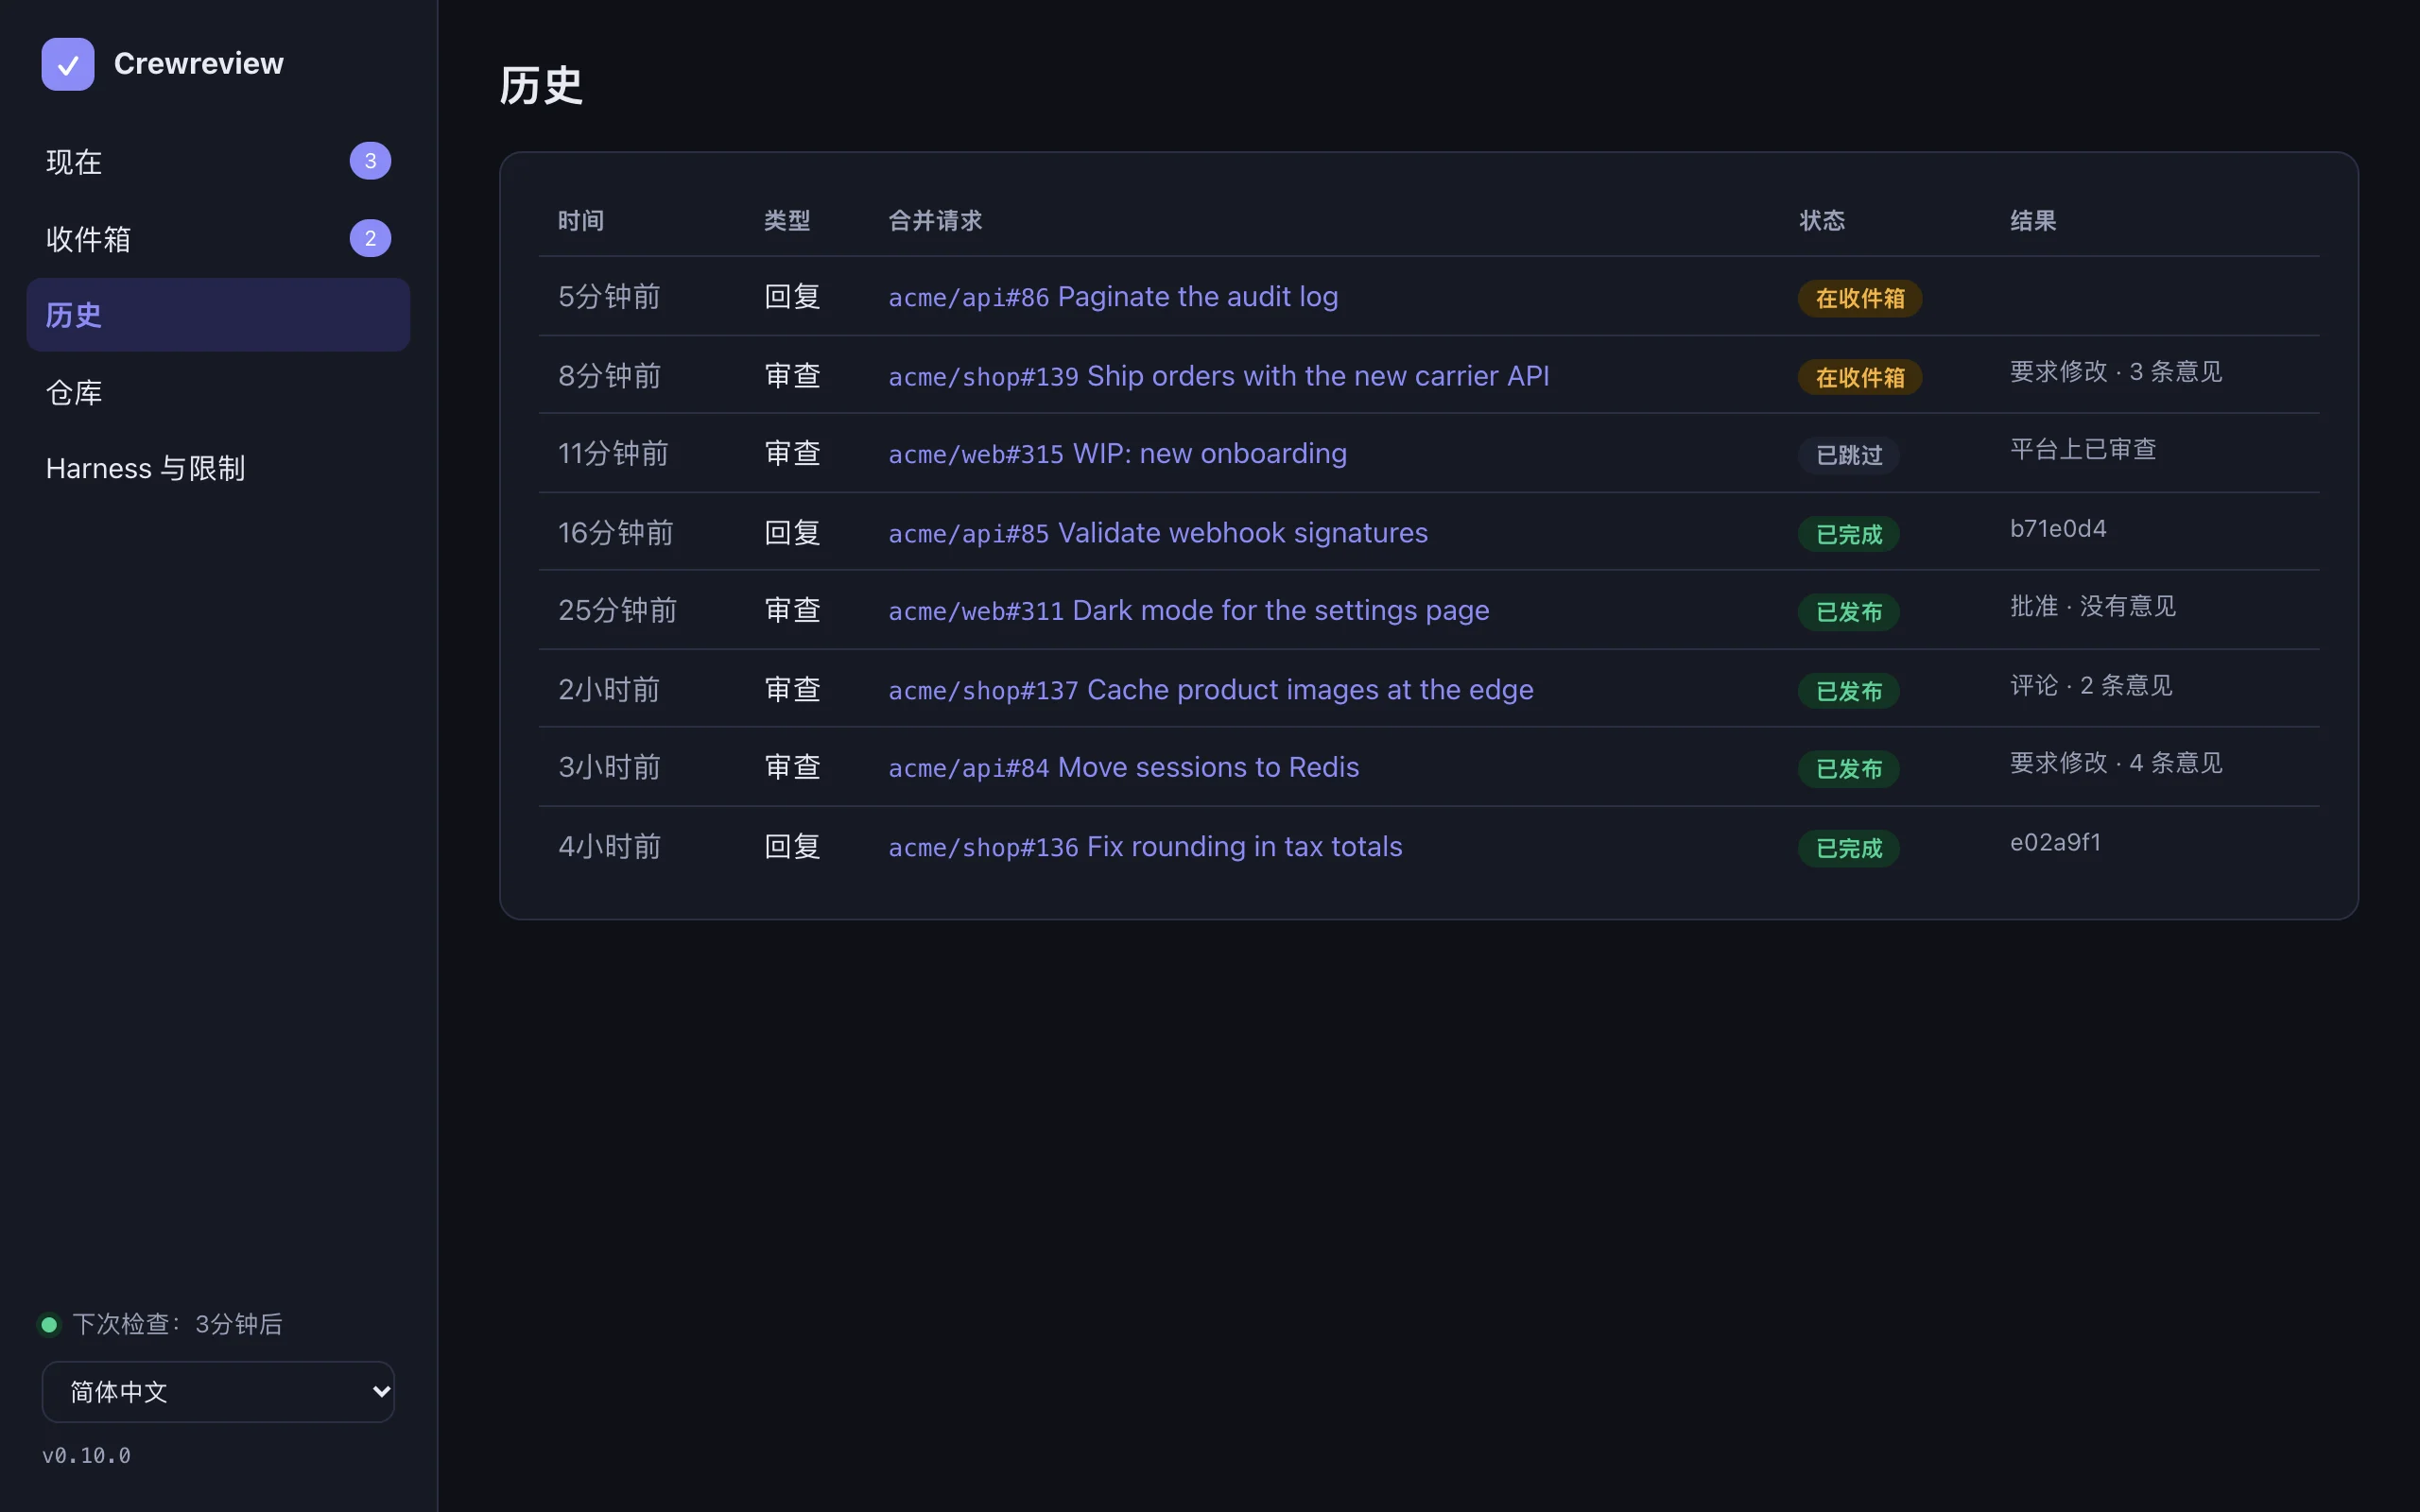 Crewreview
现在 3
收件箱 2
历史
仓库
Harness 与限制
下次检查：3分钟后
简体中文
v0.10.0
历史
时间 类型 合并请求 状态 结果
5分钟前 回复 acme/api#86 Paginate the audit log 在收件箱
8分钟前 审查 acme/shop#139 Ship orders with the new carrier API 在收件箱 要求修改 · 3 条意见
11分钟前 审查 acme/web#315 WIP: new onboarding 已跳过 平台上已审查
16分钟前 回复 acme/api#85 Validate webhook signatures 已完成 b71e0d4
25分钟前 审查 acme/web#311 Dark mode for the settings page 已发布 批准 · 没有意见
2小时前 审查 acme/shop#137 Cache product images at the edge 已发布 评论 · 2 条意见
3小时前 审查 acme/api#84 Move sessions to Redis 已发布 要求修改 · 4 条意见
4小时前 回复 acme/shop#136 Fix rounding in tax totals 已完成 e02a9f1